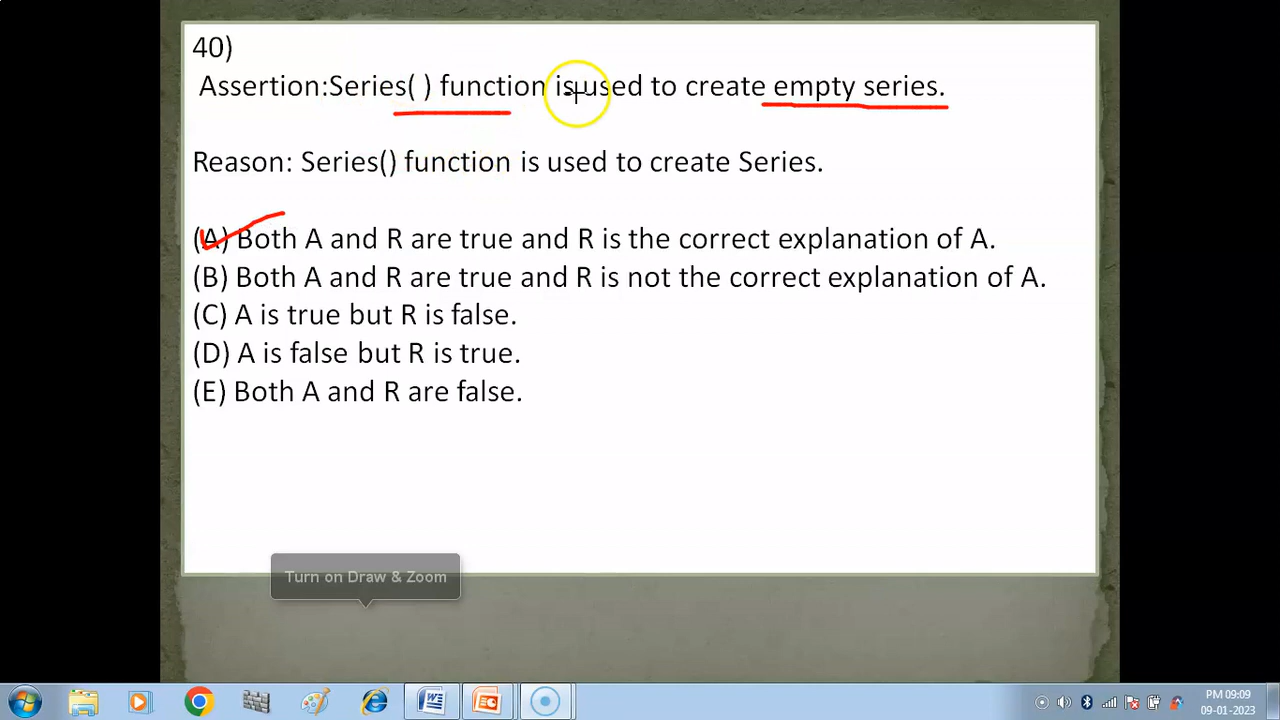 40)
Assertion:Series( ) function is used to create empty series.
Reason: Series() function is used to create Series.
(A) Both A and R are true and R is the correct explanation of A.
(B) Both A and R are true and R is not the correct explanation of A.
(C) A is true but R is false.
(D) A is false but R is true.
(E) Both A and R are false.
Turn on Draw & Zoom
PM 09:09
09-01-2023